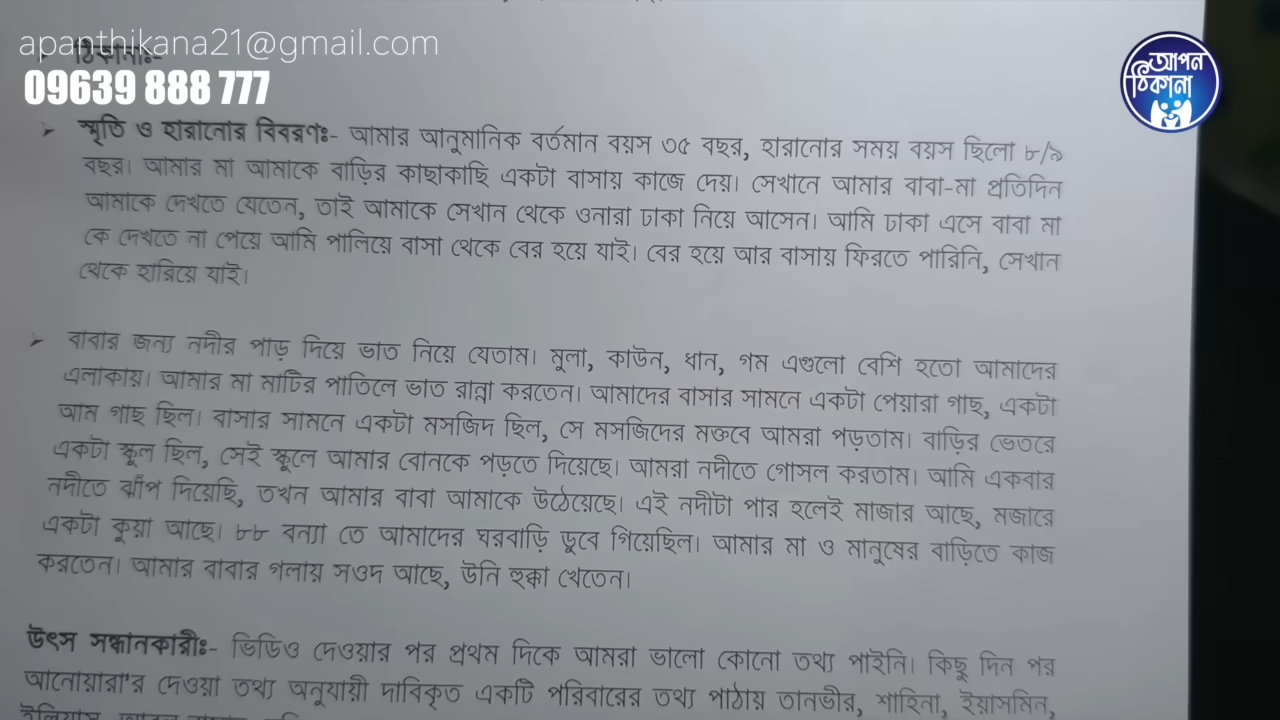 apanthikana21@gmail.com
ঠিকানাঃ-
09639 888 777
আপন
ঠিকানা
➢ স্মৃতি ও হারানোর বিবরণঃ- আমার আনুমানিক বর্তমান বয়স ৩৫ বছর, হারানোর সময় বয়স ছিলো ৮/৯
বছর। আমার মা আমাকে বাড়ির কাছাকাছি একটা বাসায় কাজে দেয়। সেখানে আমার বাবা-মা প্রতিদিন
আমাকে দেখতে যেতেন, তাই আমাকে সেখান থেকে ওনারা ঢাকা নিয়ে আসেন। আমি ঢাকা এসে বাবা মা
কে দেখতে না পেয়ে আমি পালিয়ে বাসা থেকে বের হয়ে যাই। বের হয়ে আর বাসায় ফিরতে পারিনি, সেখান
থেকে হারিয়ে যাই।
➢ বাবার জন্য নদীর পাড় দিয়ে ভাত নিয়ে যেতাম। মুলা, কাউন, ধান, গম এগুলো বেশি হতো আমাদের
এলাকায়। আমার মা মাটির পাতিলে ভাত রান্না করতেন। আমাদের বাসার সামনে একটা পেয়ারা গাছ, একটা
আম গাছ ছিল। বাসার সামনে একটা মসজিদ ছিল, সে মসজিদের মক্তবে আমরা পড়তাম। বাড়ির ভেতরে
একটা স্কুল ছিল, সেই স্কুলে আমার বোনকে পড়তে দিয়েছে। আমরা নদীতে গোসল করতাম। আমি একবার
নদীতে ঝাঁপ দিয়েছি, তখন আমার বাবা আমাকে উঠেয়েছে। এই নদীটা পার হলেই মাজার আছে, মজারে
একটা কুয়া আছে। ৮৮ বন্যা তে আমাদের ঘরবাড়ি ডুবে গিয়েছিল। আমার মা ও মানুষের বাড়িতে কাজ
করতেন। আমার বাবার গলায় সওদ আছে, উনি হুক্কা খেতেন।
উৎস সন্ধানকারীঃ- ভিডিও দেওয়ার পর প্রথম দিকে আমরা ভালো কোনো তথ্য পাইনি। কিছু দিন পর
আনোয়ারা'র দেওয়া তথ্য অনুযায়ী দাবিকৃত একটি পরিবারের তথ্য পাঠায় তানভীর, শাহিনা, ইয়াসমিন,